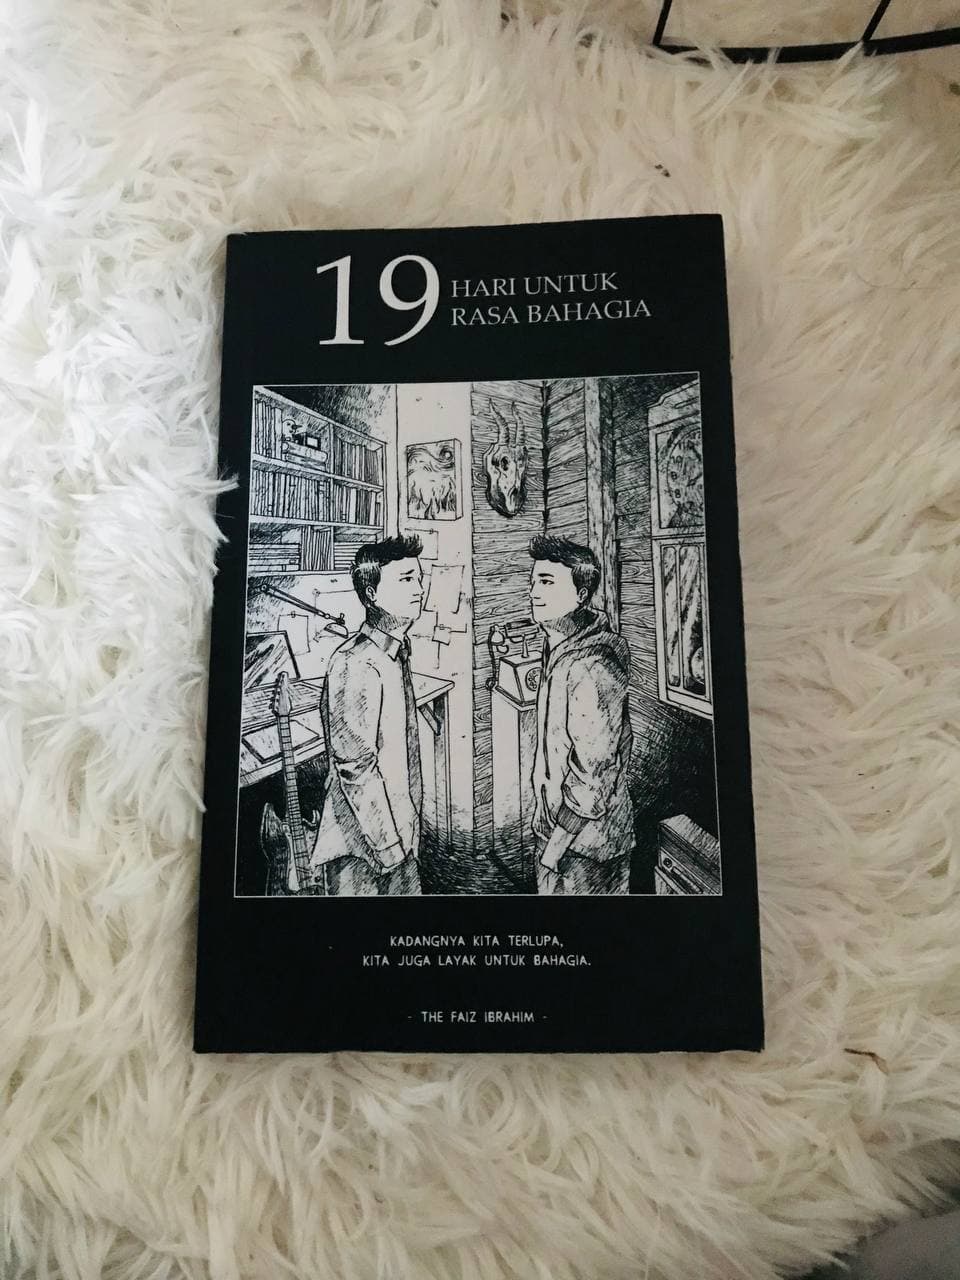 19 HARI UNTUK
RASA BAHAGIA
KADANGNYA KITA TERLUPA,
KITA JUGA LAYAK UNTUK BAHAGIA.
- THE FAIZ IBRAHIM -